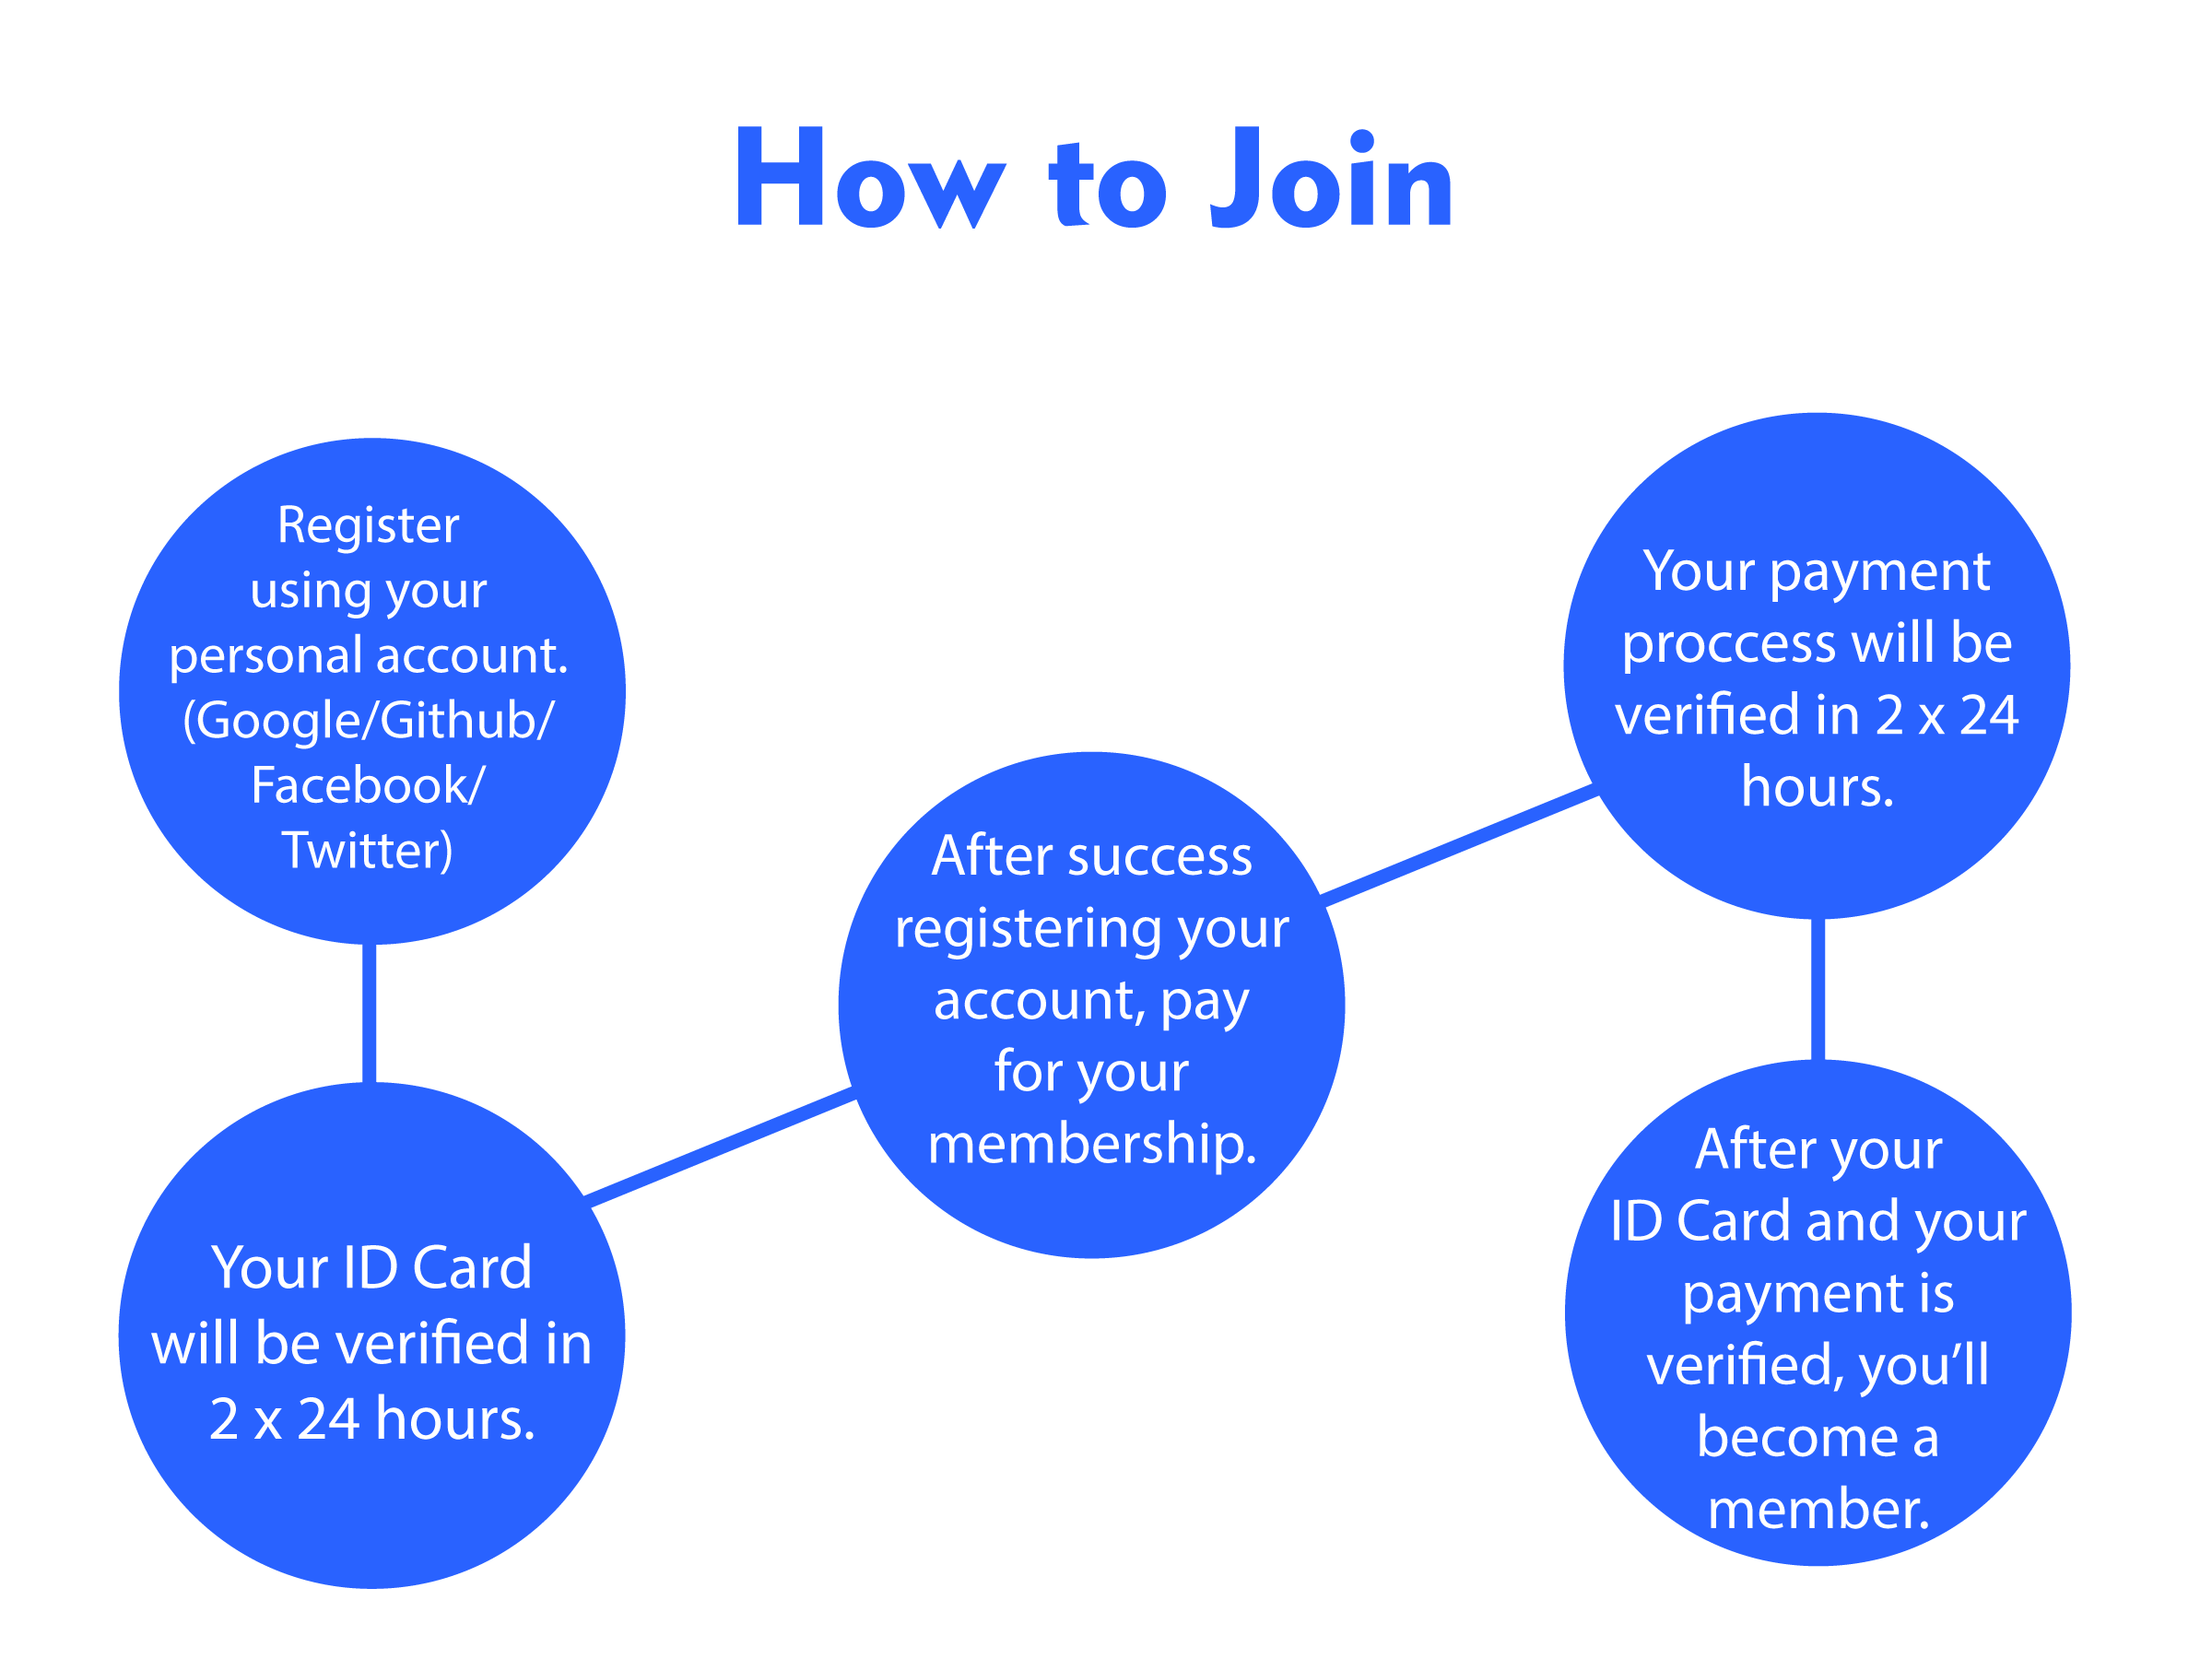 How to Join
Register
using your
personal account.
(Google/Github/
Facebook/
Twitter)
Your ID Card
will be verified in
2 x 24 hours.
After success
registering your
account, pay
for your
membership.
Your payment
proccess will be
verified in 2 x 24
hours.
After your
ID Card and your
payment is
verified, you’ll
become a
member.